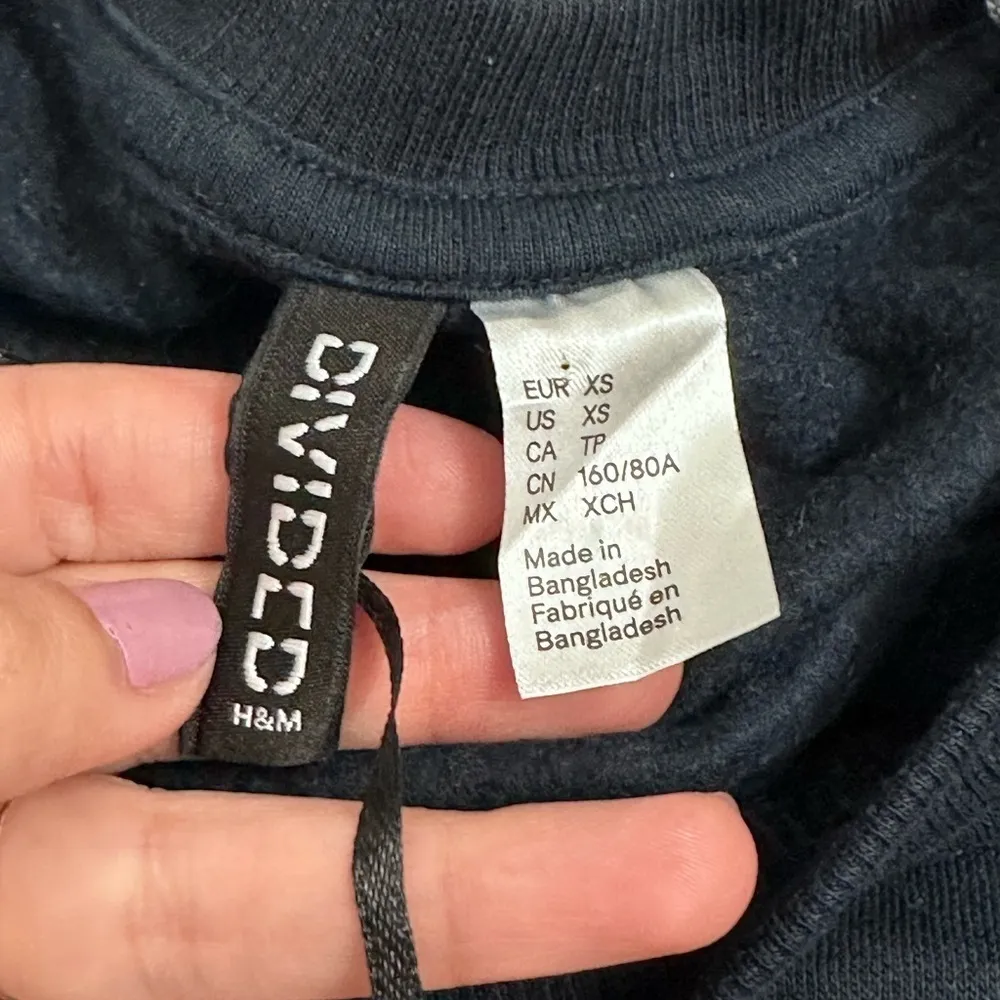 DIVIDED
H&M
EUR XS
US XS
CA TP
CN 160/80A
MX XCH
Made in
Bangladesh
Fabriqué en
Bangladesh